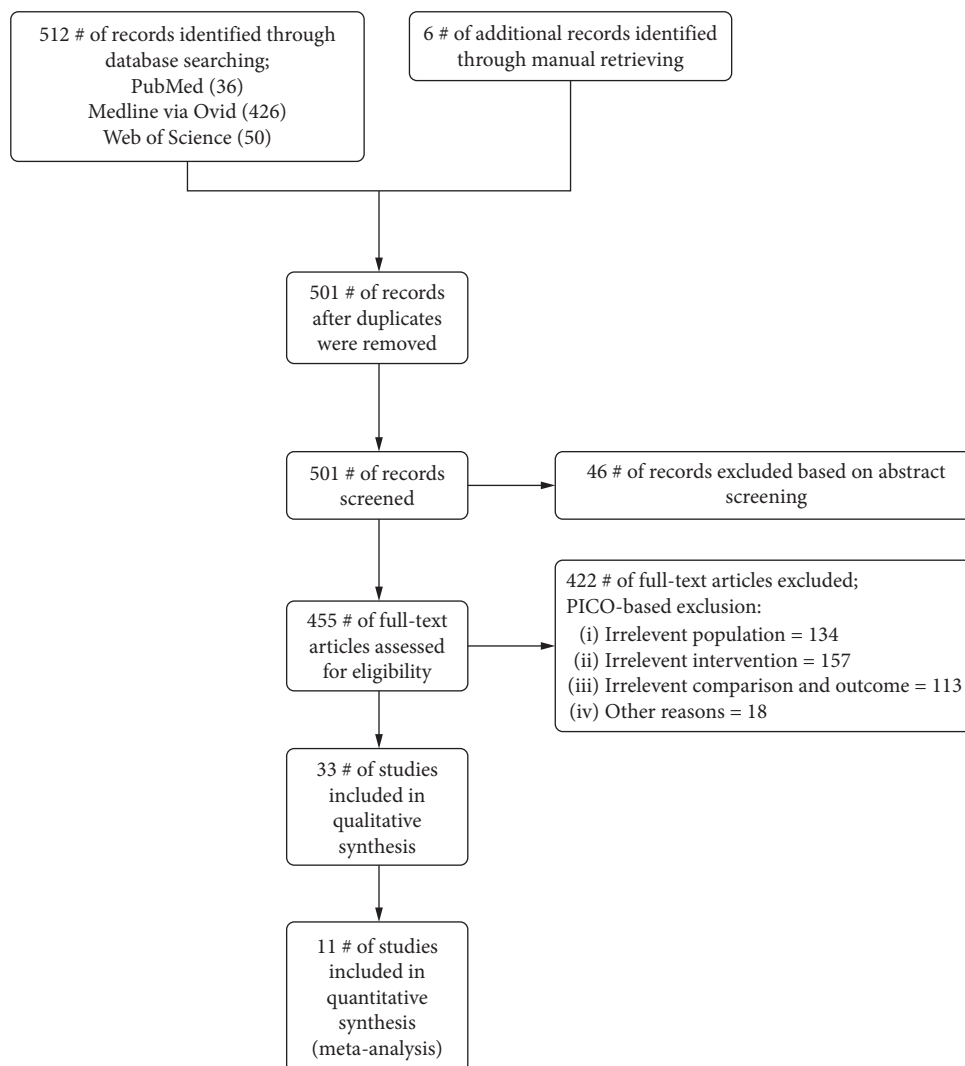 512 # of records identified through
database searching;
PubMed (36)
Medline via Ovid (426)
Web of Science (50)
6 # of additional records identified
through manual retrieving
501 # of records
after duplicates
were removed
501 # of records
screened
46 # of records excluded based on abstract
screening
455 # of full-text
articles assessed
for eligibility
422 # of full-text articles excluded;
PICO-based exclusion:
(i) Irrelevent population = 134
(ii) Irrelevent intervention = 157
(iii) Irrelevent comparison and outcome = 113
(iv) Other reasons = 18
33 # of studies
included in
qualitative
synthesis
11 # of studies
included in
quantitative
synthesis
(meta-analysis)